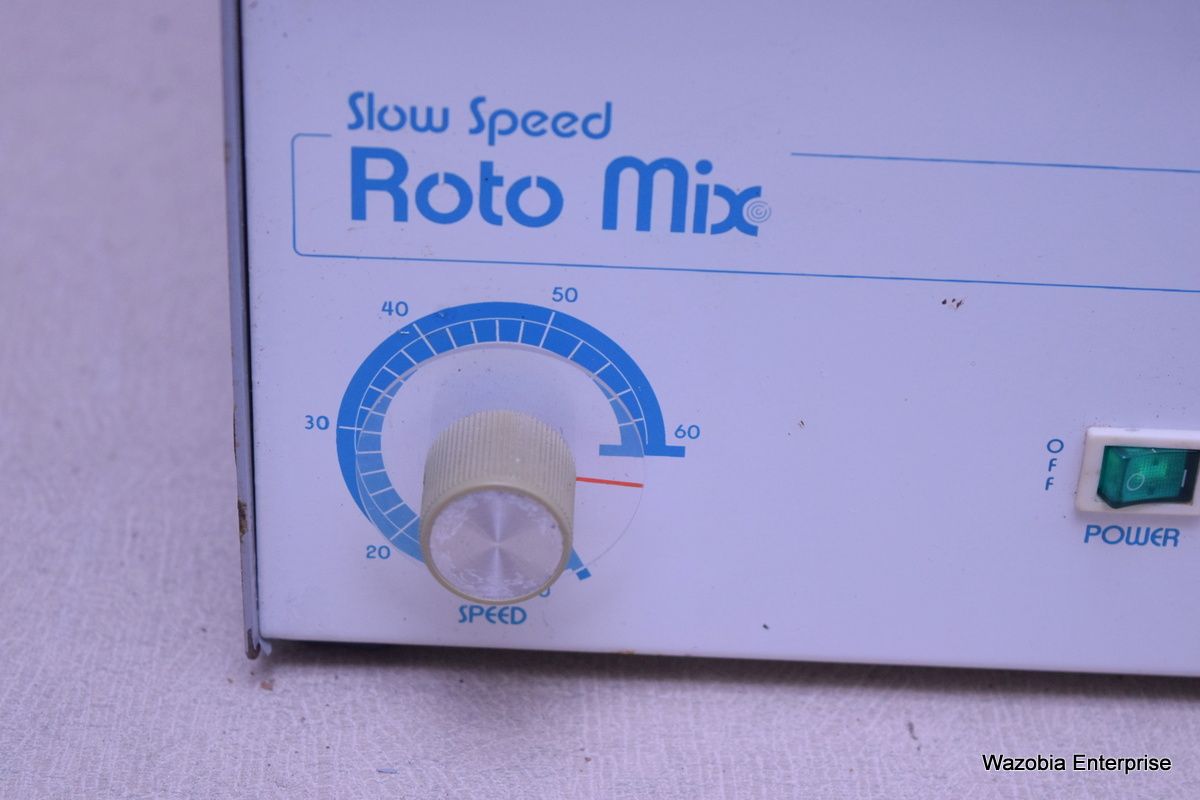 Slow Speed
Roto Mix
50
40
30
60
20
SPEED
OFF
POWER
Wazobia Enterprise